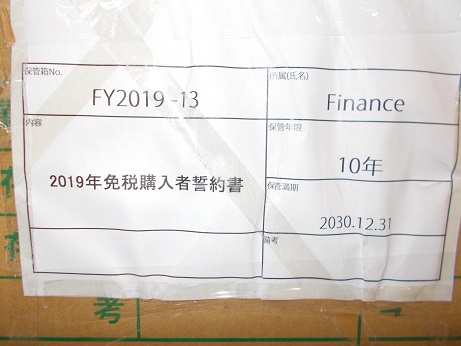 保管箱No.
FY2019 -13
所属(氏名)
Finance
内容
2019年免税購入者誓約書
保管年限
10年
保管満期
2030.12.31
備考
考